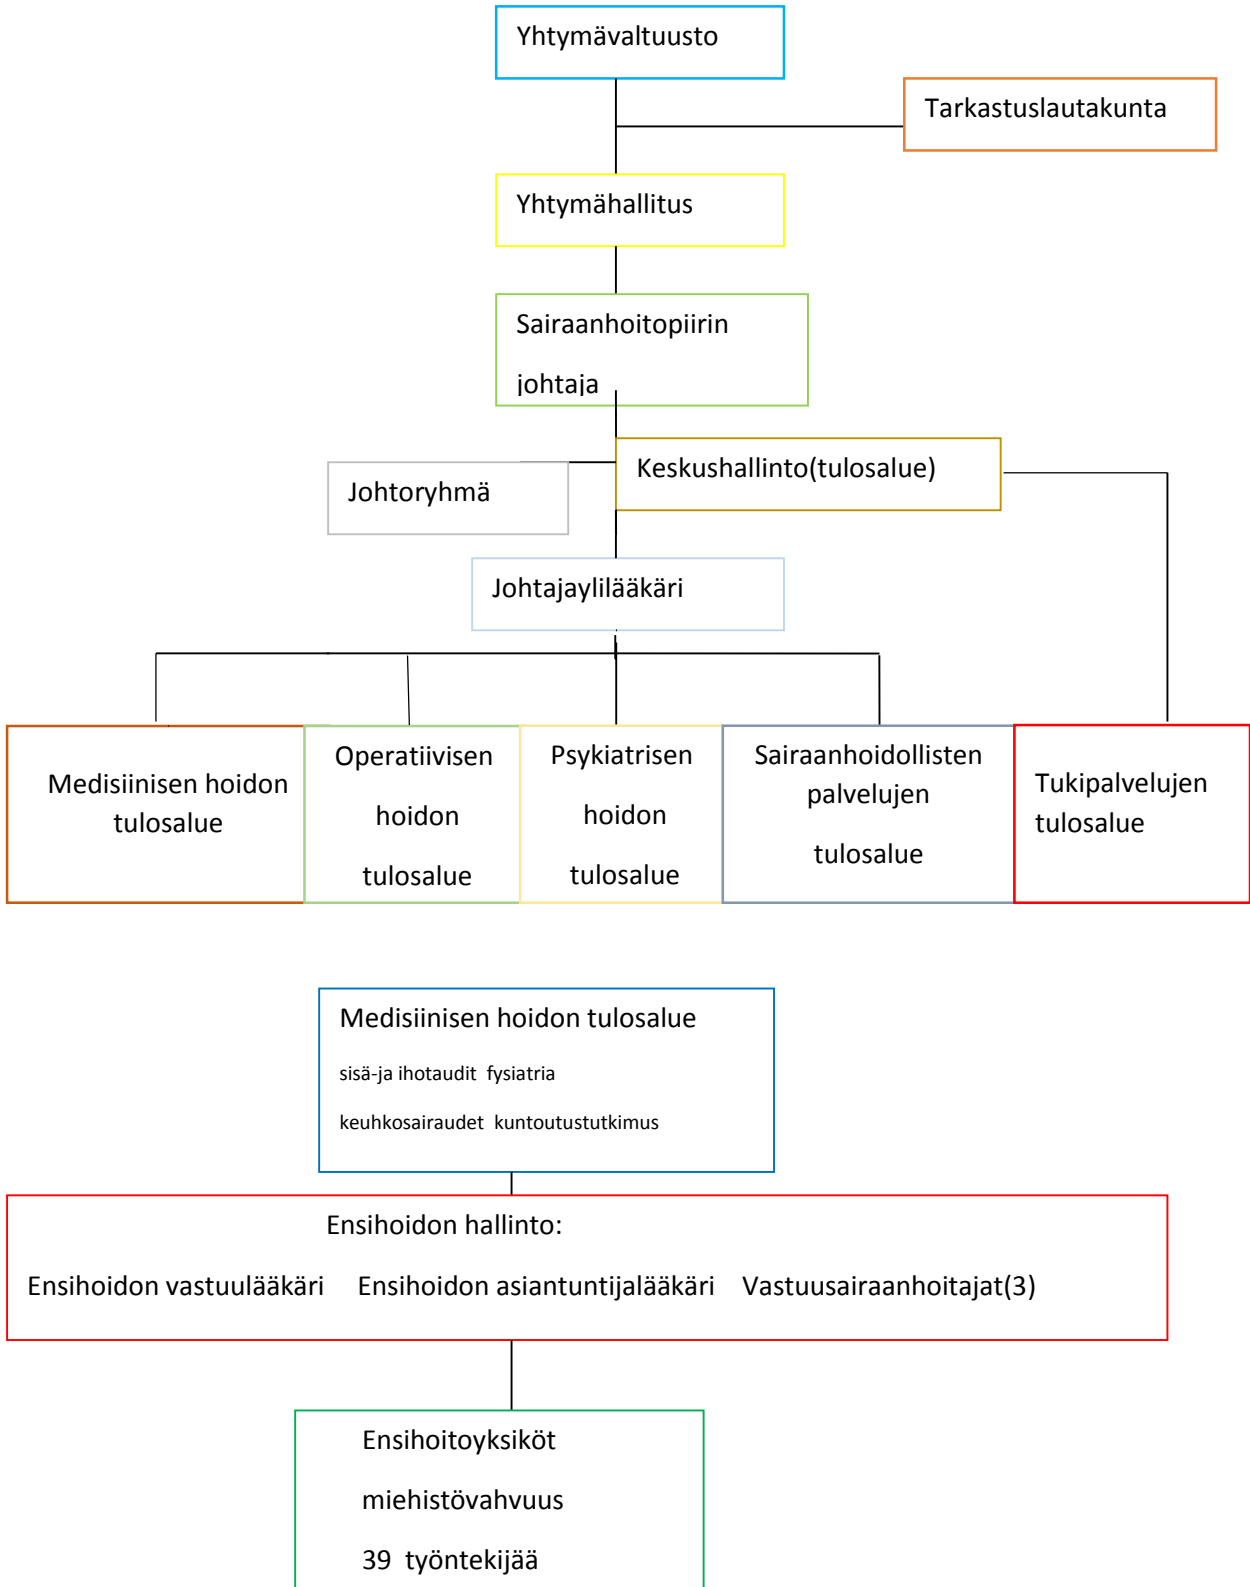 Yhtymävaltuusto
Tarkastuslautakunta
Yhtymähallitus
Sairaanhoitopiirin
johtaja
Keskushallinto(tulosalue)
Johtoryhmä
Johtajaylilääkäri
Medisiinisen hoidon
tulosalue
Operatiivisen
hoidon
tulosalue
Psykiatrisen
hoidon
tulosalue
Sairaanhoidollisten
palvelujen
tulosalue
Tukipalvelujen
tulosalue
Medisiinisen hoidon tulosalue
sisä-ja ihotaudit fysiatria
keuhkosairaudet kuntoutustutkimus
Ensihoidon hallinto:
Ensihoidon vastuulääkäri Ensihoidon asiantuntijalääkäri Vastuusairaanhoitajat(3)
Ensihoitoyksiköt
miehistövahvuus
39 työntekijää